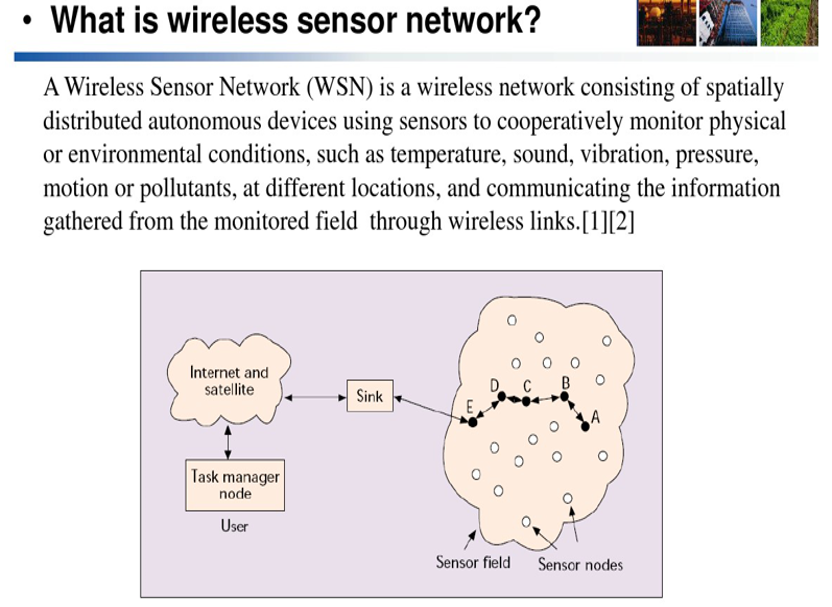 • What is wireless sensor network?
A Wireless Sensor Network (WSN) is a wireless network consisting of spatially
distributed autonomous devices using sensors to cooperatively monitor physical
or environmental conditions, such as temperature, sound, vibration, pressure,
motion or pollutants, at different locations, and communicating the information
gathered from the monitored field through wireless links.[1][2]
Internet and
satellite
Sink
D C B
E
A
Task manager
node
User
Sensor field
Sensor nodes